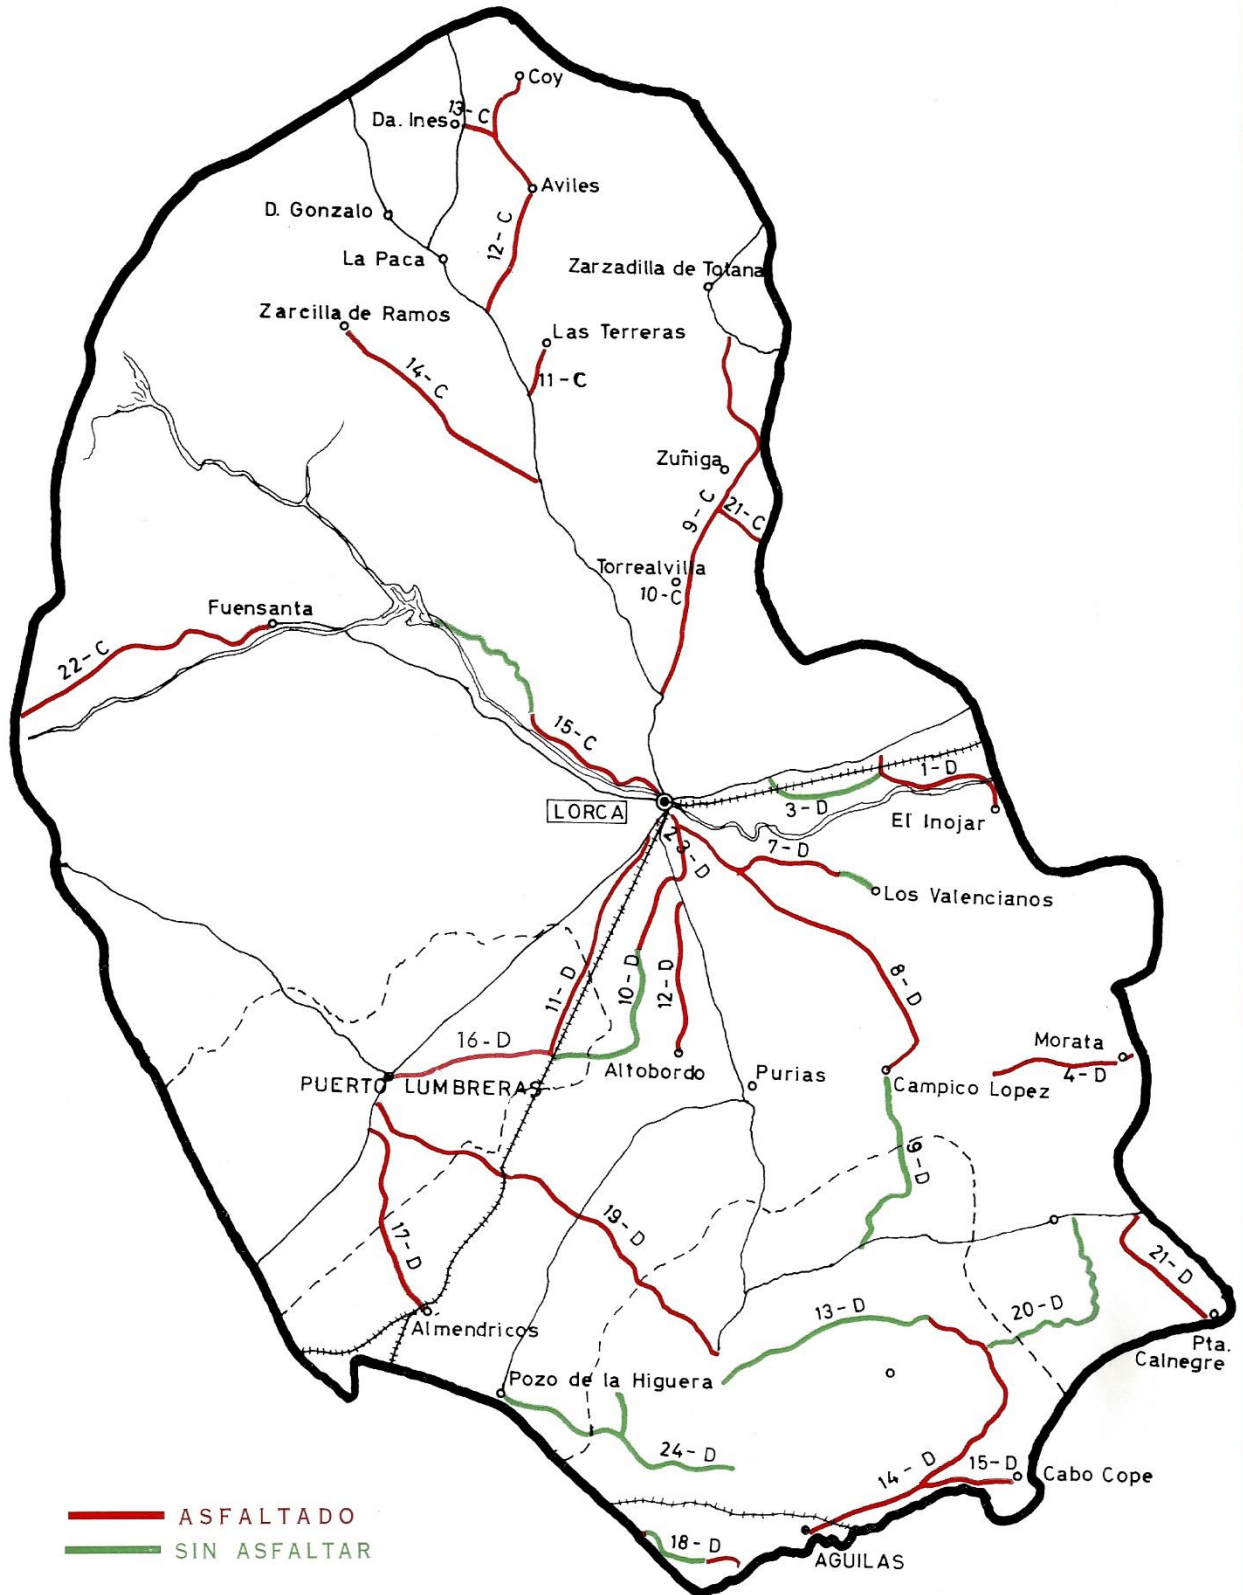 Coy
13-C
Da. Ines
Aviles
D. Gonzalo
12-C
La Paca
Zarzadilla de Totana
Zarcilla de Ramos
Las Terreras
14-C
11-C
Zuñiga
9-C
21-C
Torrealvilla
10-C
Fuensanta
22-C
15-C
1-D
LORCA
3-D
El Inojar
2-3-D
7-D
Los Valencianos
11-D
10-D
12-D
8-D
16-D
Morata
4-D
PUERTO LUMBRERAS
Altobordo
Purias
Campico Lopez
9-D
19-D
17-D
21-D
20-D
13-D
Almendricos
Pta.
Calnegre
Pozo de la Higuera
24-D
14-D
15-D
Cabo Cope
ASFALTADO
SIN ASFALTAR
18-D
AGUILAS